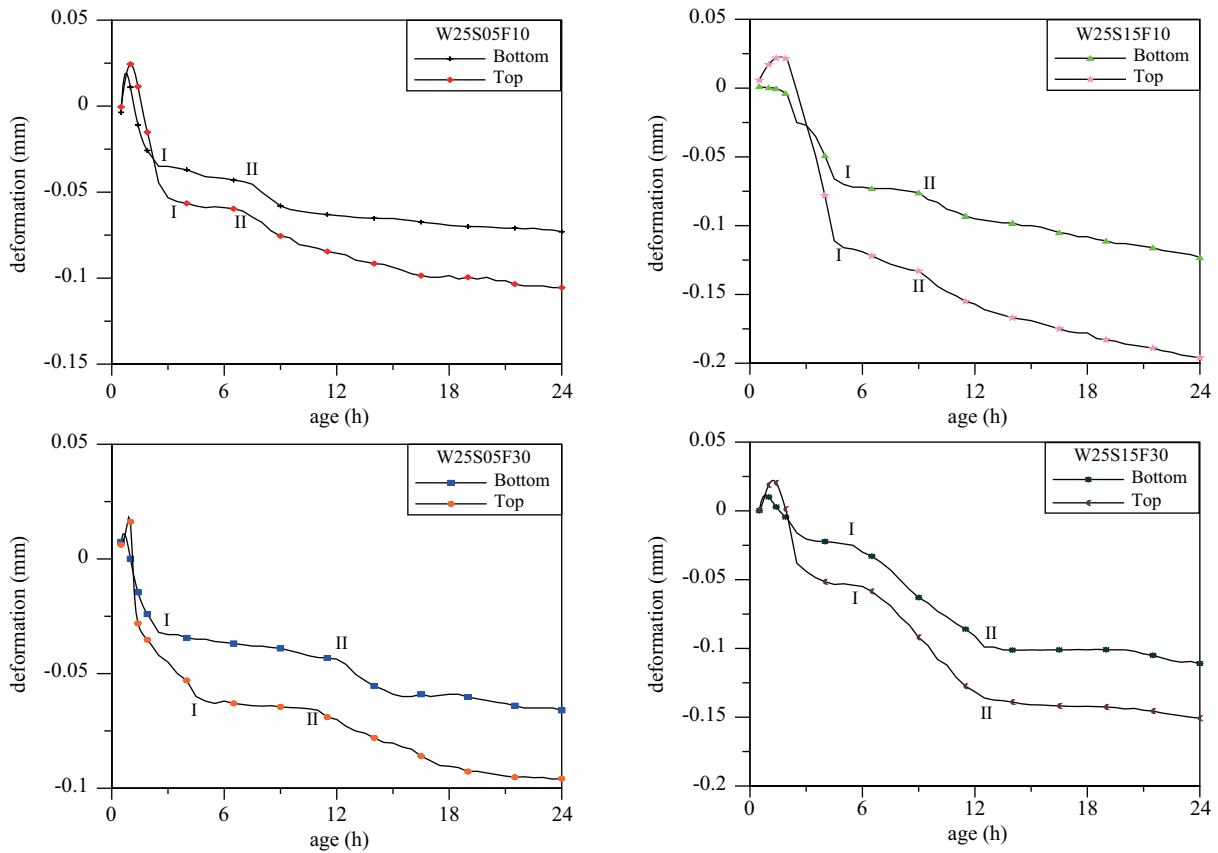 W25S05F10
Bottom
Top
0.05
0
-0.05
-0.1
-0.15
deformation (mm)
I
II
I
II
0 6 12 18 24
age (h)
W25S15F10
Bottom
Top
0.05
0
-0.05
-0.1
-0.15
-0.2
deformation (mm)
I
II
I
II
0 6 12 18 24
age (h)
W25S05F30
Bottom
Top
0.05
0
-0.05
-0.1
deformation (mm)
I
II
I
II
0 6 12 18 24
age (h)
W25S15F30
Bottom
Top
0.05
0
-0.05
-0.1
-0.15
-0.2
deformation (mm)
I
I
II
II
0 6 12 18 24
age (h)